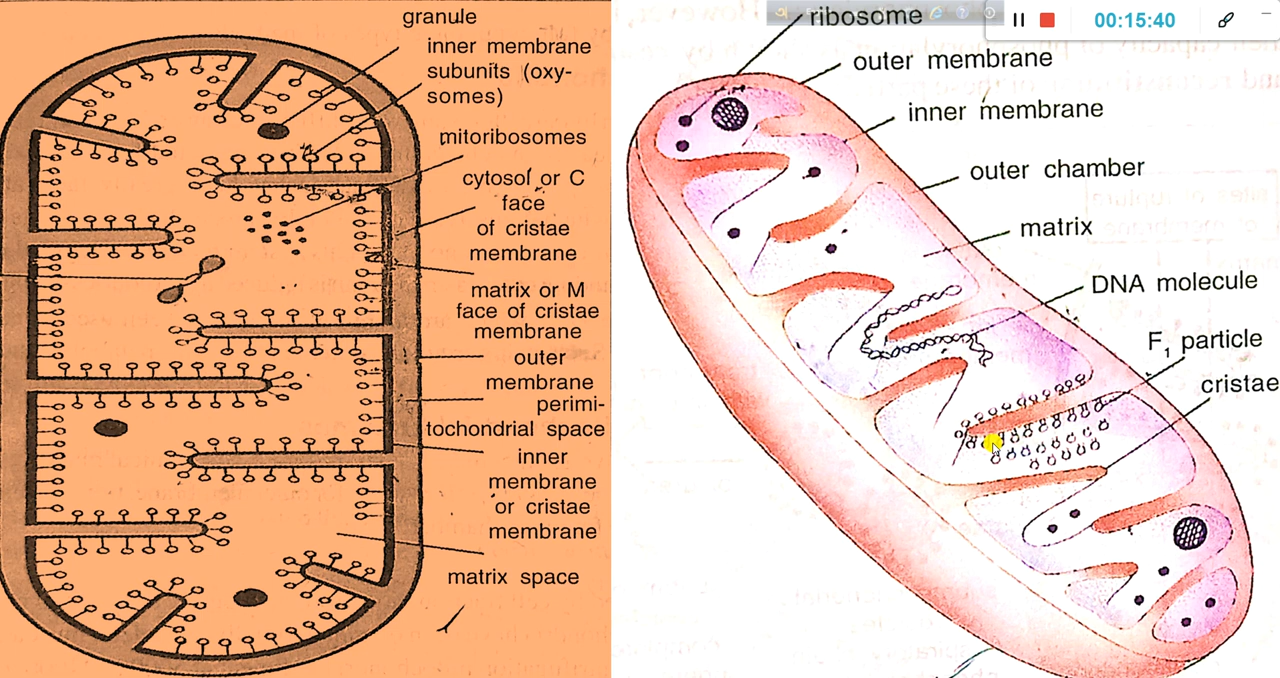 granule
inner membrane
subunits (oxy-
somes)
mitoribosomes
cytosol or C
face
of cristae
membrane
matrix or M
face of cristae
membrane
outer
membrane
perimi-
tochondrial space
inner
membrane
or cristae
membrane
matrix space
ribosome
outer membrane
inner membrane
outer chamber
matrix
DNA molecule
F1 particle
cristae
00:15:40